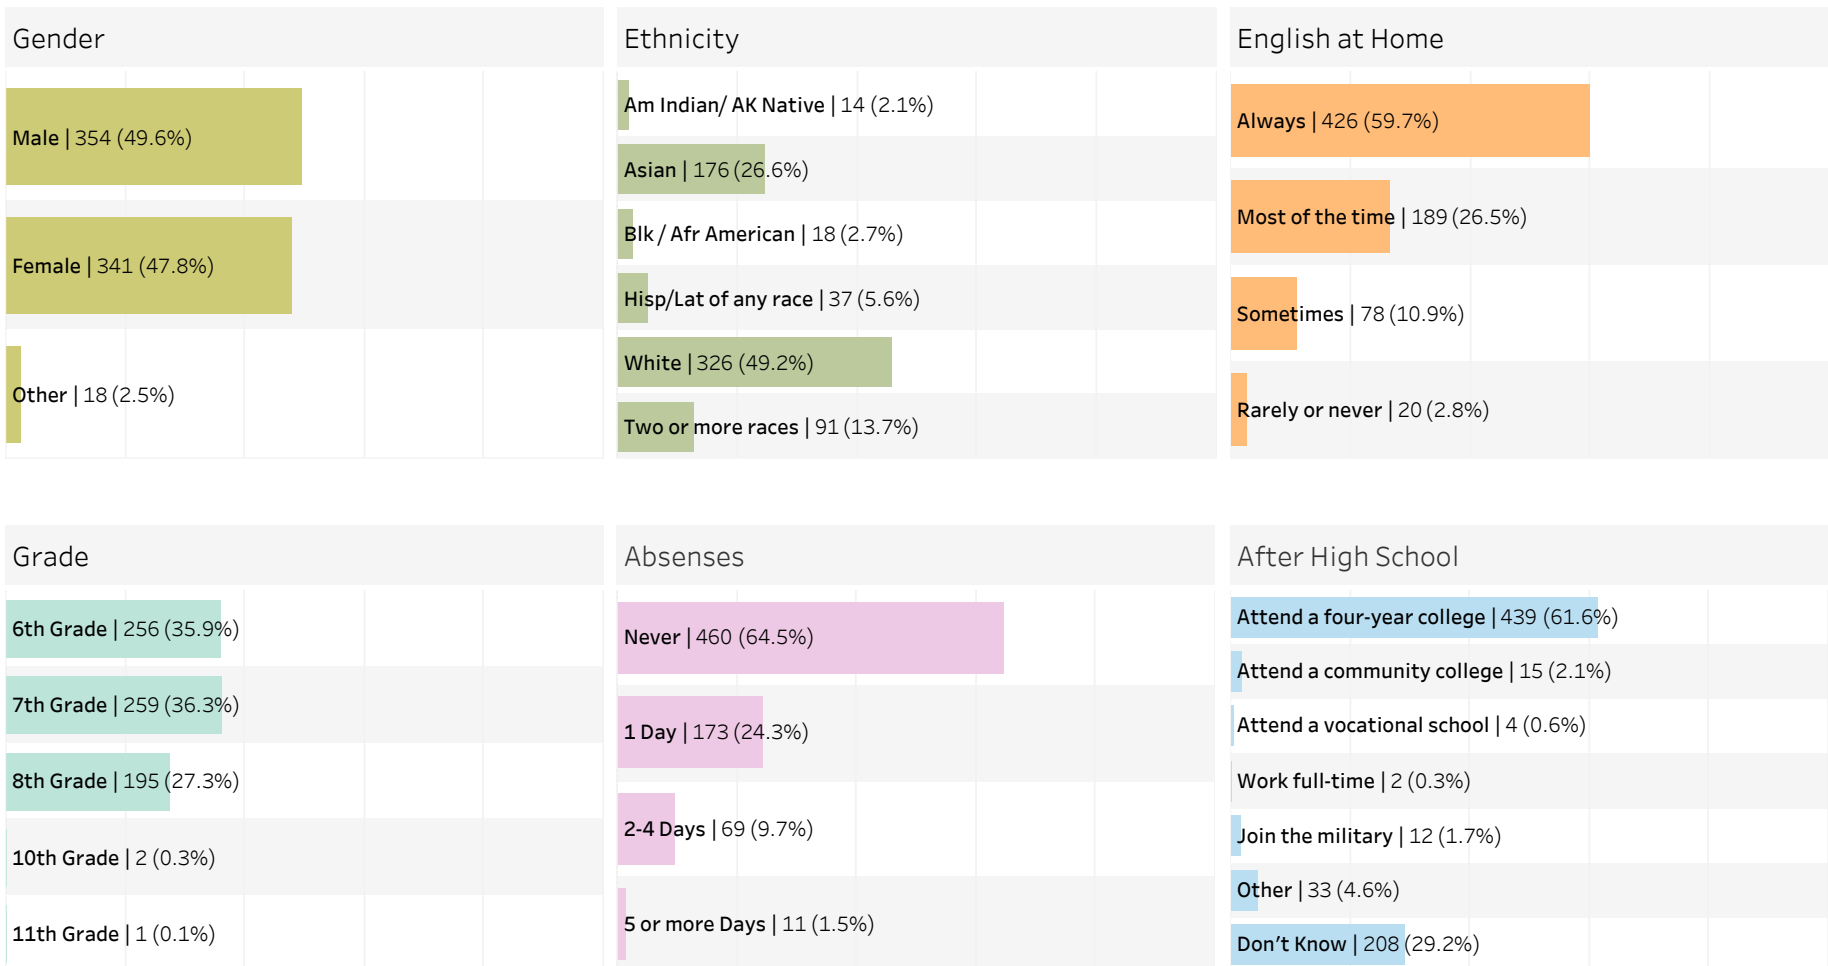 Gender
Male | 354 (49.6%)
Female | 341 (47.8%)
Other | 18 (2.5%)
Ethnicity
Am Indian/ AK Native | 14 (2.1%)
Asian | 176 (26.6%)
Blk / Afr American | 18 (2.7%)
Hisp/Lat of any race | 37 (5.6%)
White | 326 (49.2%)
Two or more races | 91 (13.7%)
English at Home
Always | 426 (59.7%)
Most of the time | 189 (26.5%)
Sometimes | 78 (10.9%)
Rarely or never | 20 (2.8%)
Grade
6th Grade | 256 (35.9%)
7th Grade | 259 (36.3%)
8th Grade | 195 (27.3%)
10th Grade | 2 (0.3%)
11th Grade | 1 (0.1%)
Absenses
Never | 460 (64.5%)
1 Day | 173 (24.3%)
2-4 Days | 69 (9.7%)
5 or more Days | 11 (1.5%)
After High School
Attend a four-year college | 439 (61.6%)
Attend a community college | 15 (2.1%)
Attend a vocational school | 4 (0.6%)
Work full-time | 2 (0.3%)
Join the military | 12 (1.7%)
Other | 33 (4.6%)
Don't Know | 208 (29.2%)